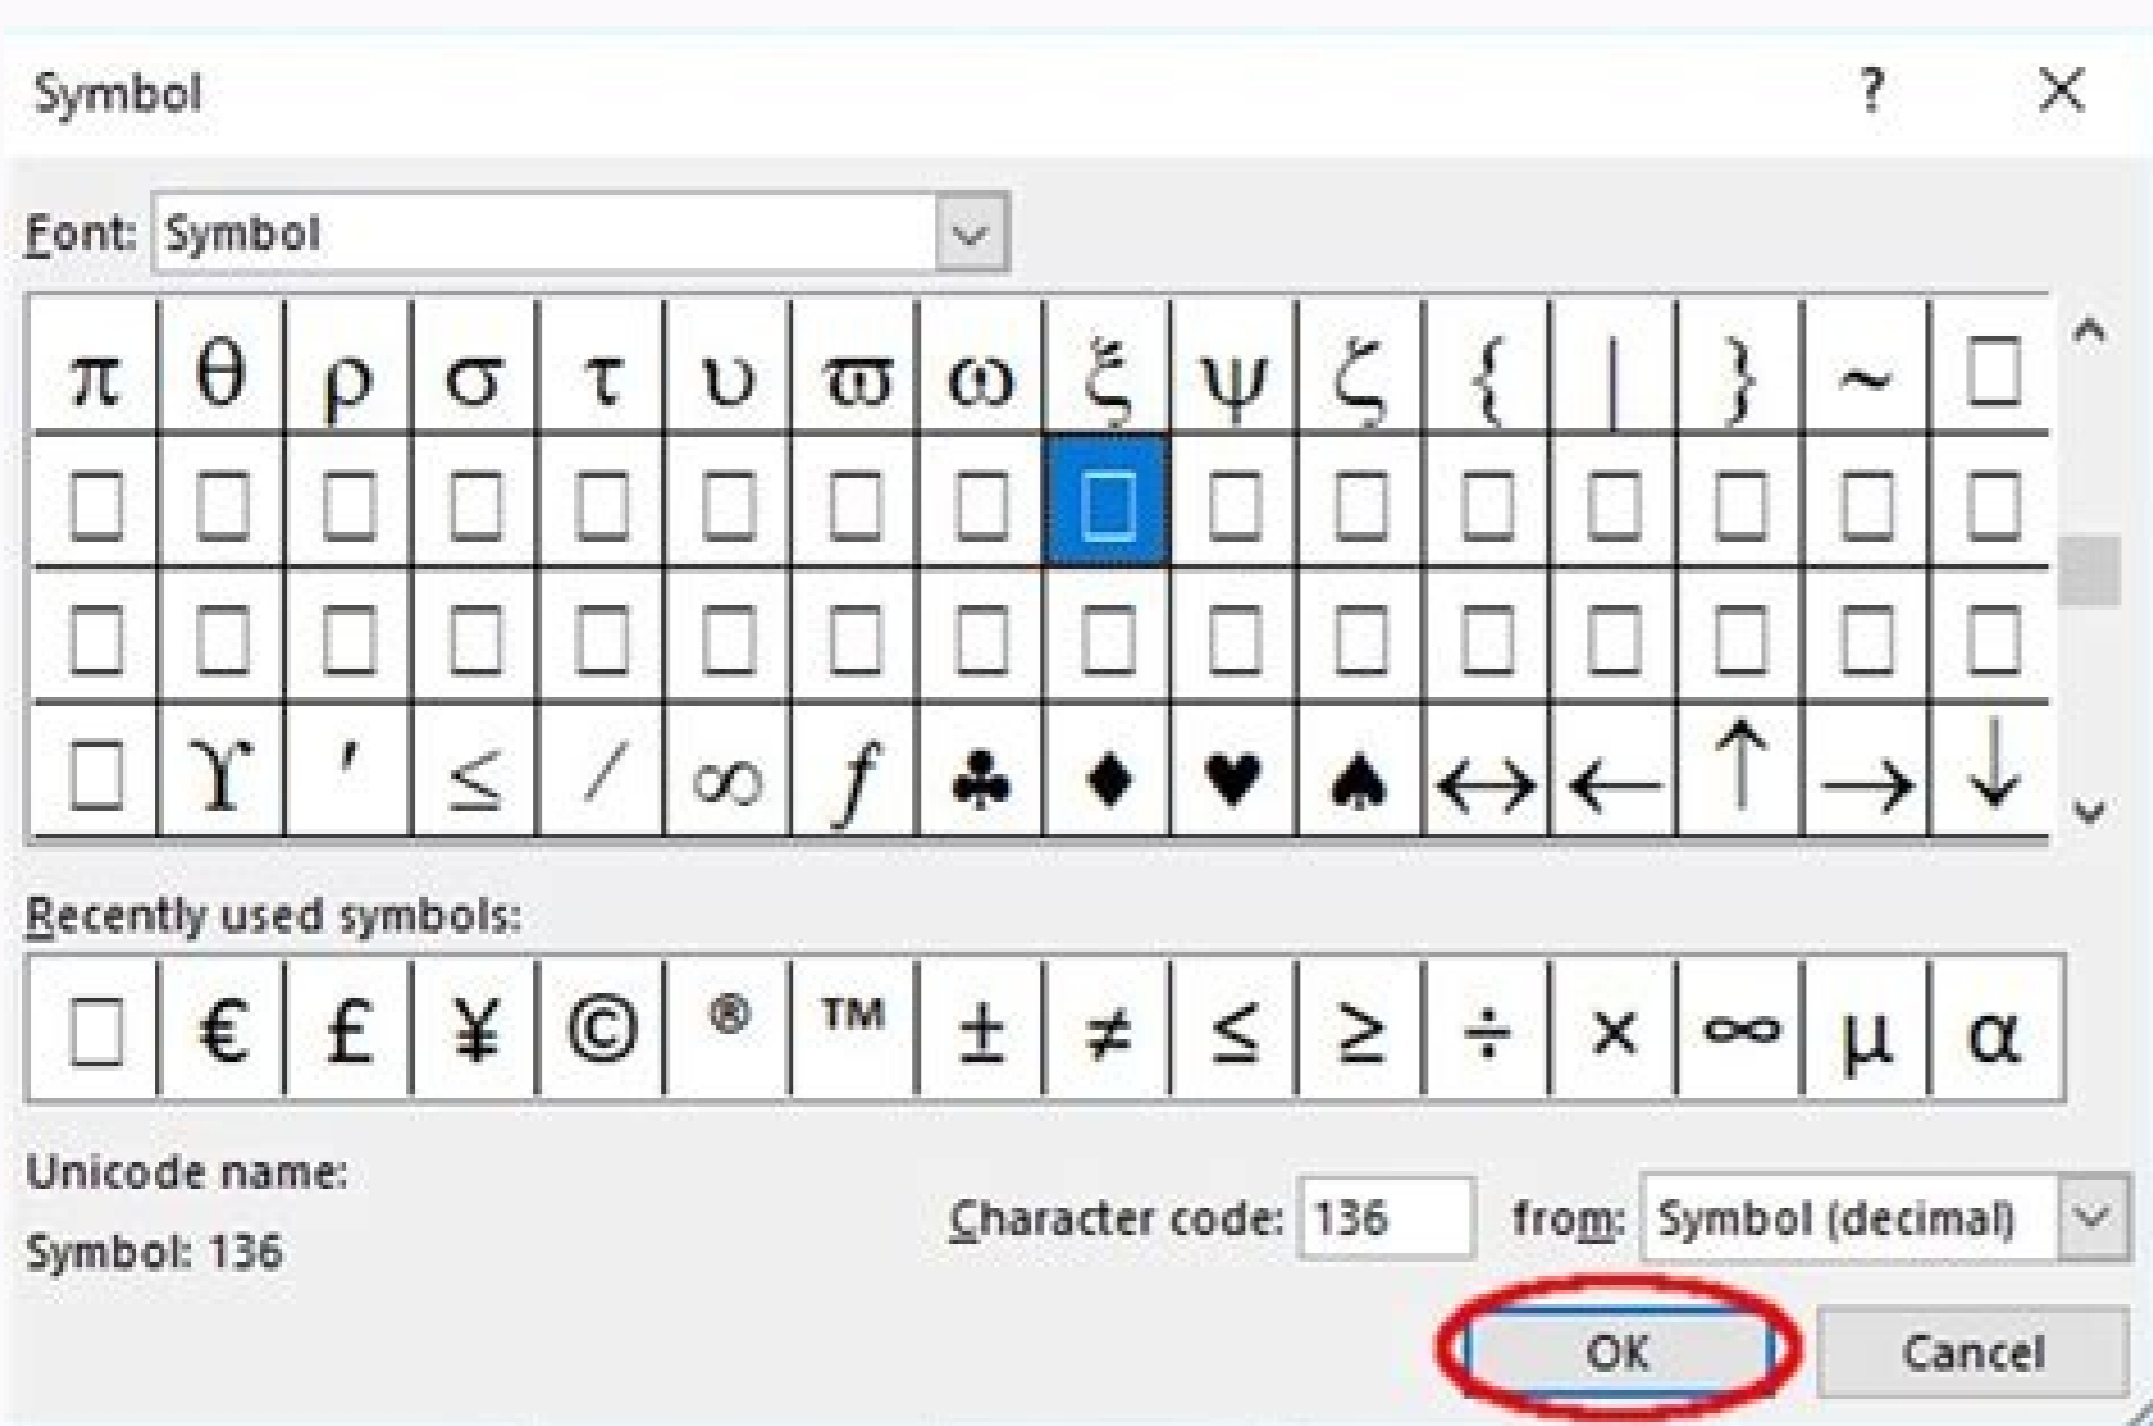 Symbol ? ×
Font: Symbol
π θ ρ σ τ υ ϖ ω ξ ψ ζ { | } ~ □
□ □ □ □ □ □ □ □ □ □ □ □ □ □ □ □
□ □ □ □ □ □ □ □ □ □ □ □ □ □ □ □
□ ϒ ′ ≤ ⁄ ∞ ƒ ♣ ♦ ♥ ♠ ↔ ← ↑ → ↓
Recently used symbols:
□ € £ ¥ © ® ™ ± ≠ ≤ ≥ ÷ × ∞ µ α
Unicode name:
Character code: 136 from: Symbol (decimal)
Symbol: 136
OK Cancel